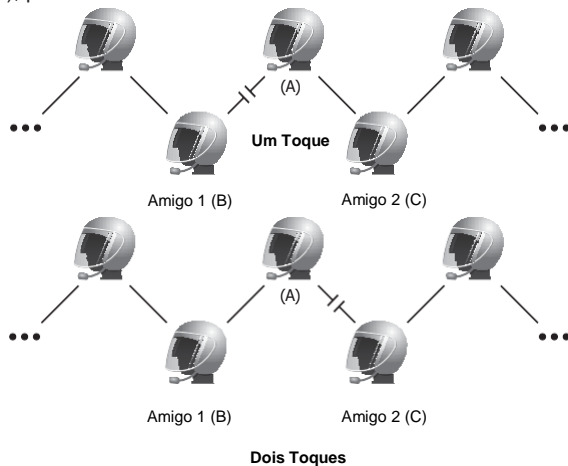 (A)
Um Toque
Amigo 1 (B) Amigo 2 (C)
(A)
Amigo 1 (B) Amigo 2 (C)
Dois Toques